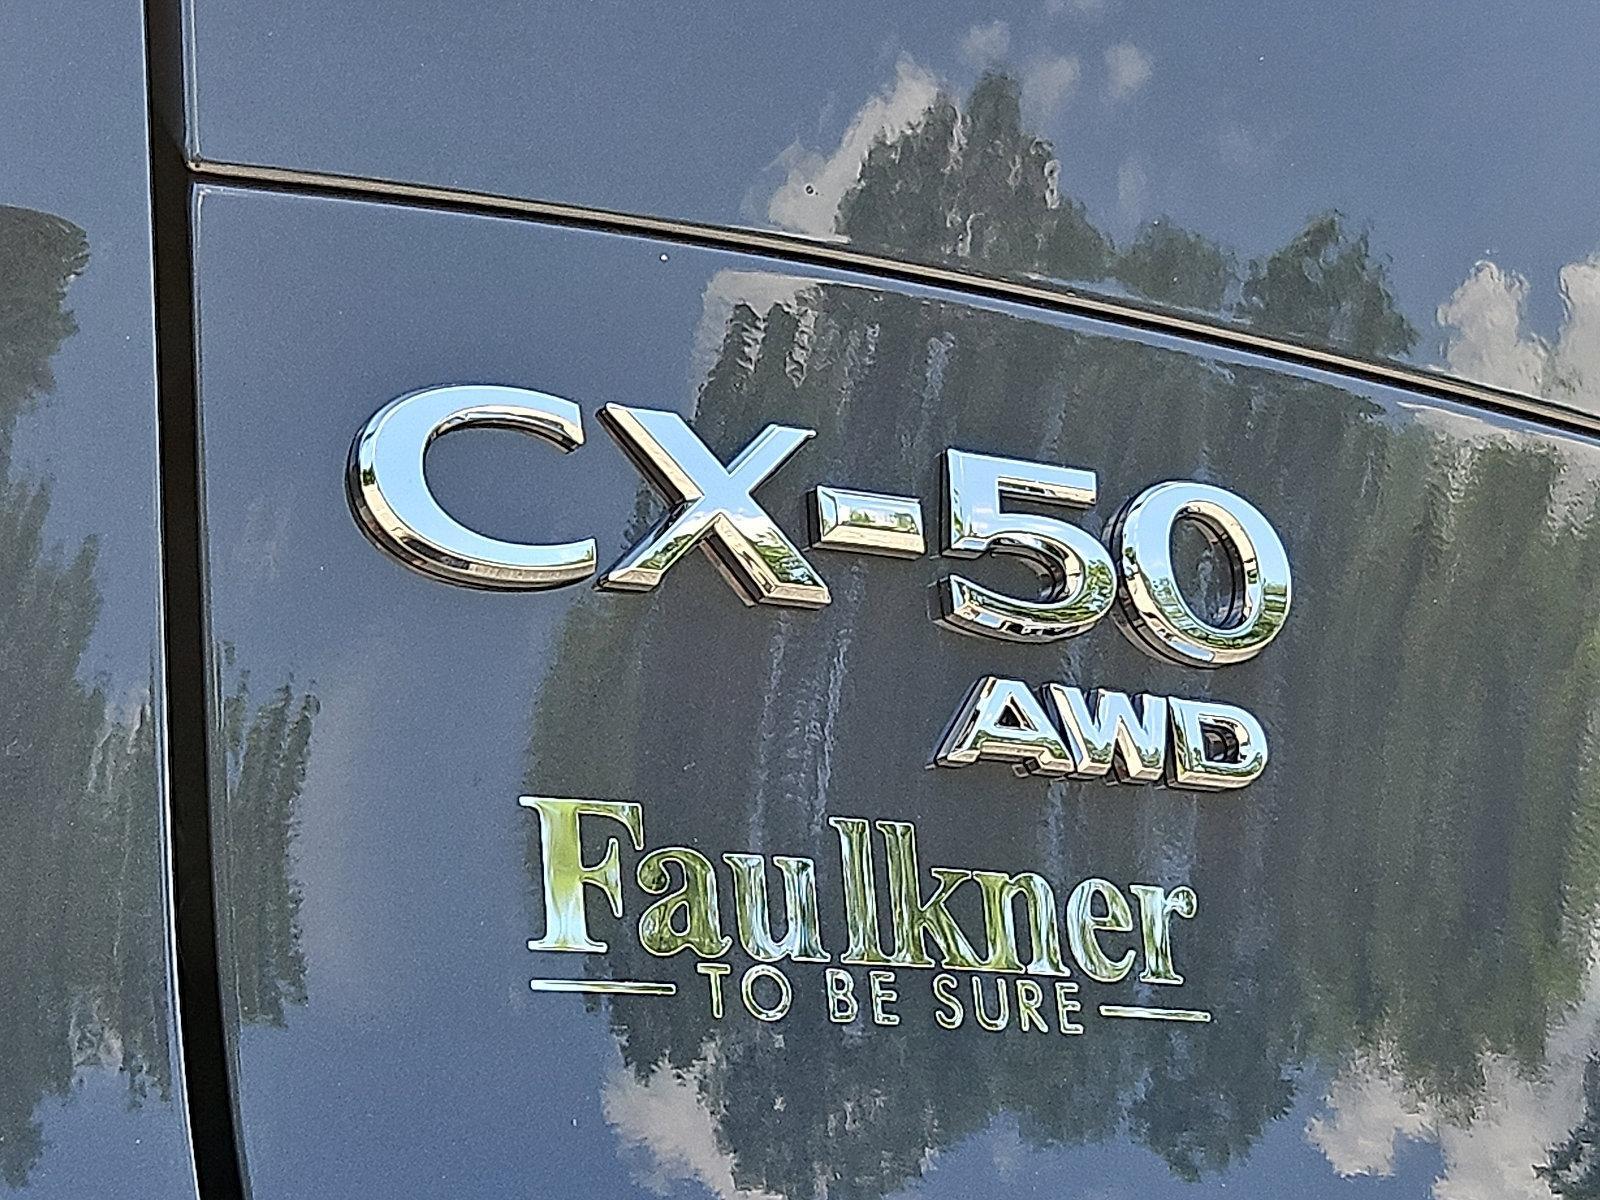 CX-50
AWD
Faulkner
TO BE SURE